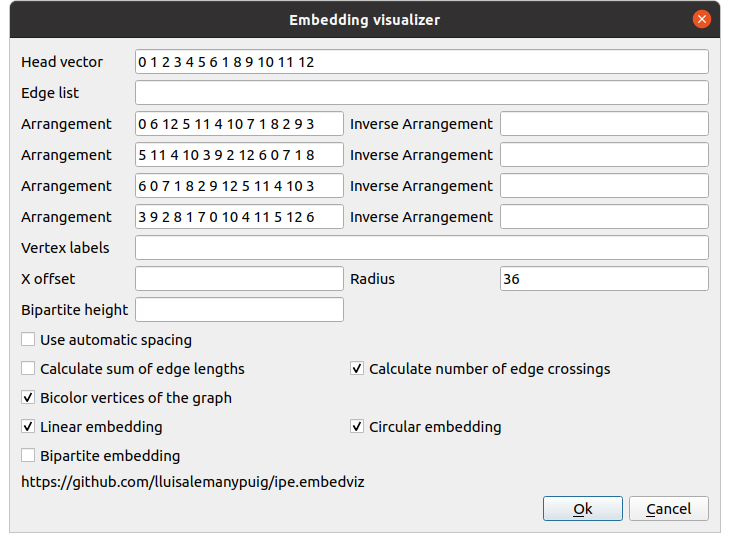 Embedding visualizer
Head vector 0 1 2 3 4 5 6 1 8 9 10 11 12
Edge list
Arrangement 0 6 12 5 11 4 10 7 1 8 2 9 3 Inverse Arrangement
Arrangement 5 11 4 10 3 9 2 12 6 0 7 1 8 Inverse Arrangement
Arrangement 6 0 7 1 8 2 9 12 5 11 4 10 3 Inverse Arrangement
Arrangement 3 9 2 8 1 7 0 10 4 11 5 12 6 Inverse Arrangement
Vertex labels
X offset Radius 36
Bipartite height
Use automatic spacing
Calculate sum of edge lengths Calculate number of edge crossings
Bicolor vertices of the graph
Linear embedding Circular embedding
Bipartite embedding
https://github.com/lluisalemanypuig/ipe.embedviz
Ok Cancel